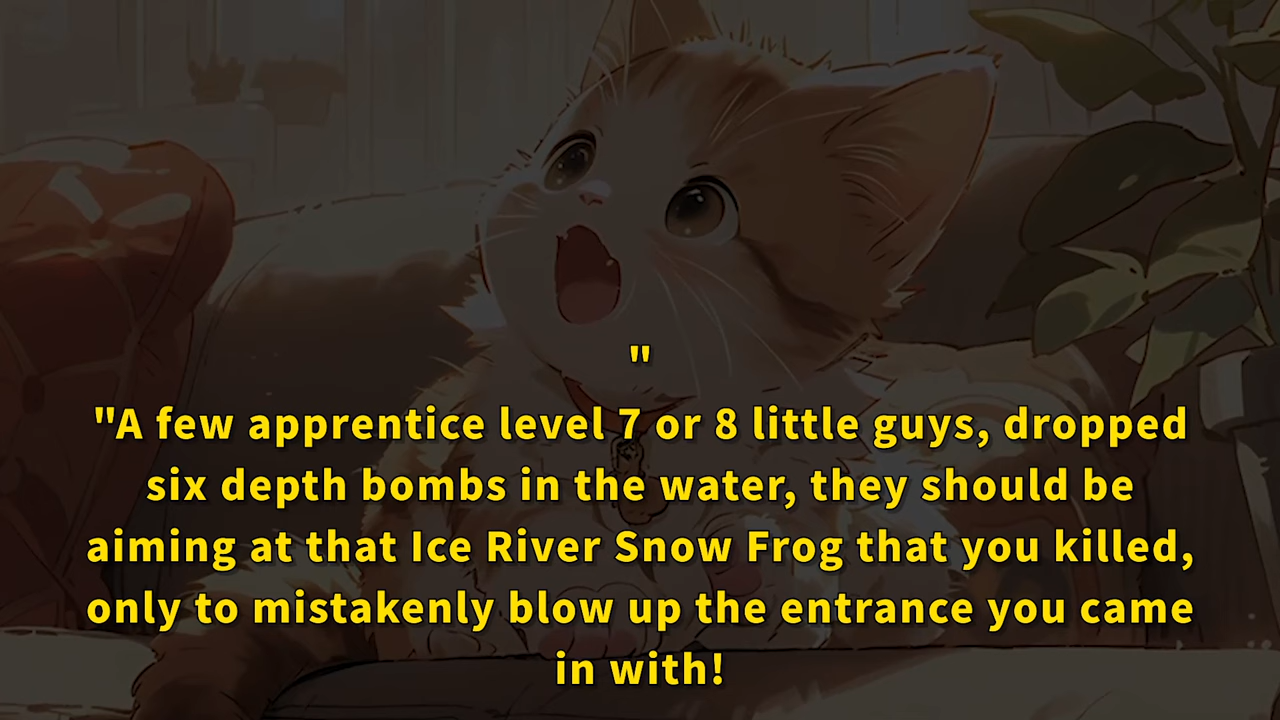 "
"A few apprentice level 7 or 8 little guys, dropped
six depth bombs in the water, they should be
aiming at that Ice River Snow Frog that you killed,
only to mistakenly blow up the entrance you came
in with!